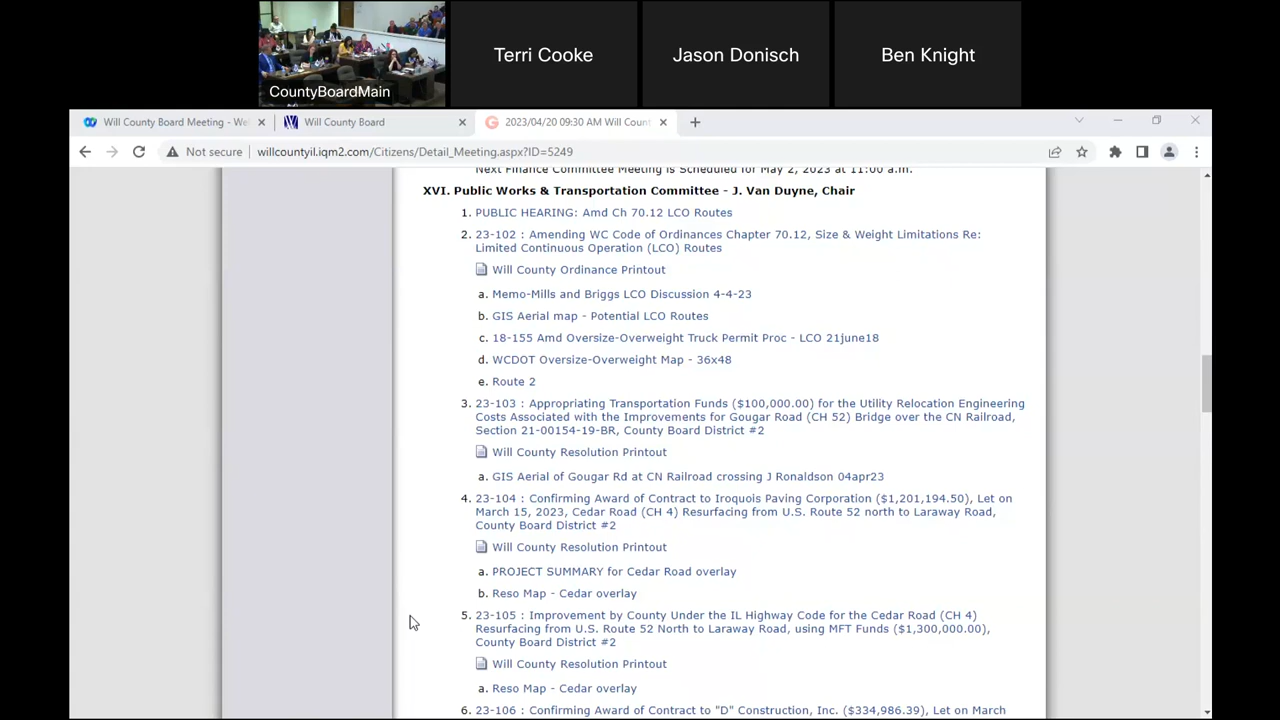 CountyBoardMain
Terri Cooke
Jason Donisch
Ben Knight
Will County Board Meeting - We
Will County Board
2023/04/20 09:30 AM Will Count
Not secure
willcountyil.iqm2.com/Citizens/Detail_Meeting.aspx?ID=5249
Next Finance Committee Meeting is Scheduled for May 2, 2023 at 11:00 a.m.
XVI. Public Works & Transportation Committee - J. Van Duyne, Chair
1. PUBLIC HEARING: Amd Ch 70.12 LCO Routes
2. 23-102 : Amending WC Code of Ordinances Chapter 70.12, Size & Weight Limitations Re:
Limited Continuous Operation (LCO) Routes
Will County Ordinance Printout
a. Memo-Mills and Briggs LCO Discussion 4-4-23
b. GIS Aerial map - Potential LCO Routes
c. 18-155 Amd Oversize-Overweight Truck Permit Proc - LCO 21june18
d. WCDOT Oversize-Overweight Map - 36x48
e. Route 2
3. 23-103 : Appropriating Transportation Funds ($100,000.00) for the Utility Relocation Engineering
Costs Associated with the Improvements for Gougar Road (CH 52) Bridge over the CN Railroad,
Section 21-00154-19-BR, County Board District #2
Will County Resolution Printout
a. GIS Aerial of Gougar Rd at CN Railroad crossing J Ronaldson 04apr23
4. 23-104 : Confirming Award of Contract to Iroquois Paving Corporation ($1,201,194.50), Let on
March 15, 2023, Cedar Road (CH 4) Resurfacing from U.S. Route 52 north to Laraway Road,
County Board District #2
Will County Resolution Printout
a. PROJECT SUMMARY for Cedar Road overlay
b. Reso Map - Cedar overlay
5. 23-105 : Improvement by County Under the IL Highway Code for the Cedar Road (CH 4)
Resurfacing from U.S. Route 52 North to Laraway Road, using MFT Funds ($1,300,000.00),
County Board District #2
Will County Resolution Printout
a. Reso Map - Cedar overlay
6. 23-106 : Confirming Award of Contract to "D" Construction, Inc. ($334,986.39), Let on March